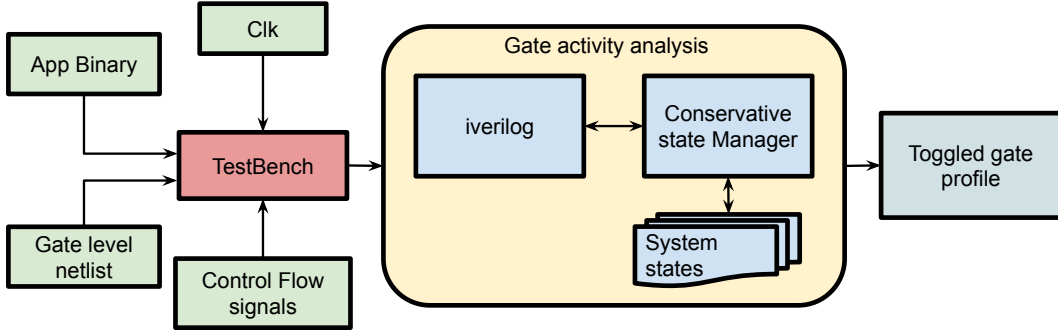 Clk
App Binary
TestBench
Gate level
netlist
Control Flow
signals
Gate activity analysis
iverilog
Conservative
state Manager
System
states
Toggled gate
profile